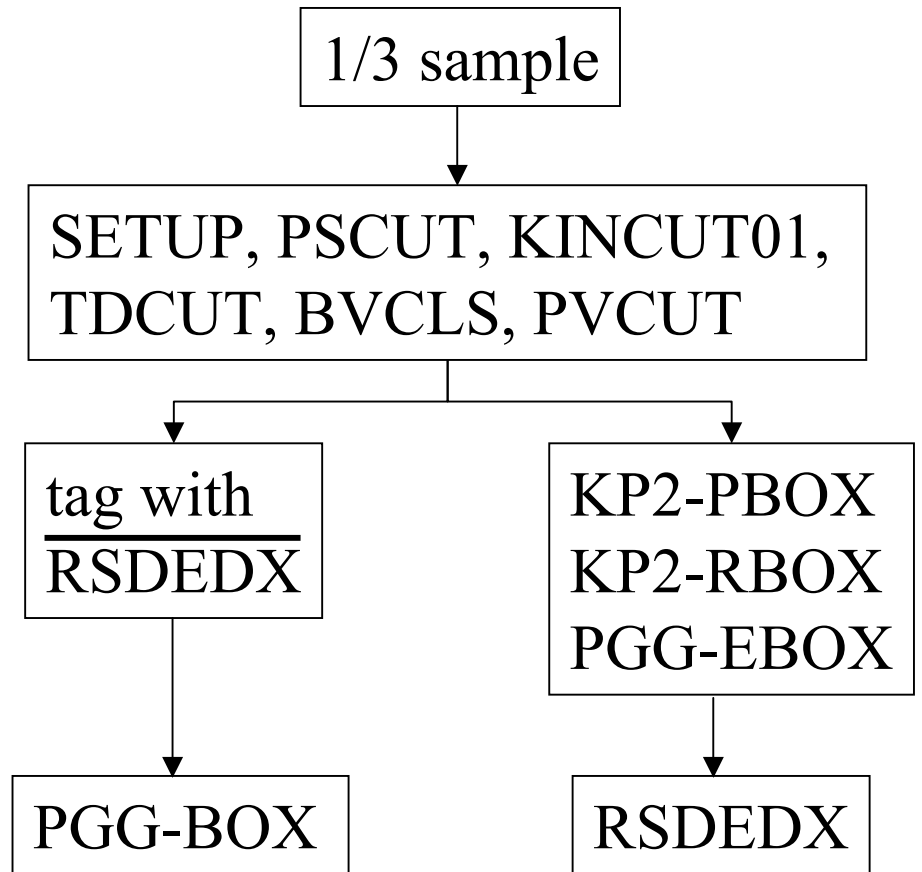 1/3 sample
SETUP, PSCUT, KINCUT01,
TDCUT, BVCLS, PVCUT
tag with
RSDEDX
KP2-PBOX
KP2-RBOX
PGG-EBOX
PGG-BOX
RSDEDX